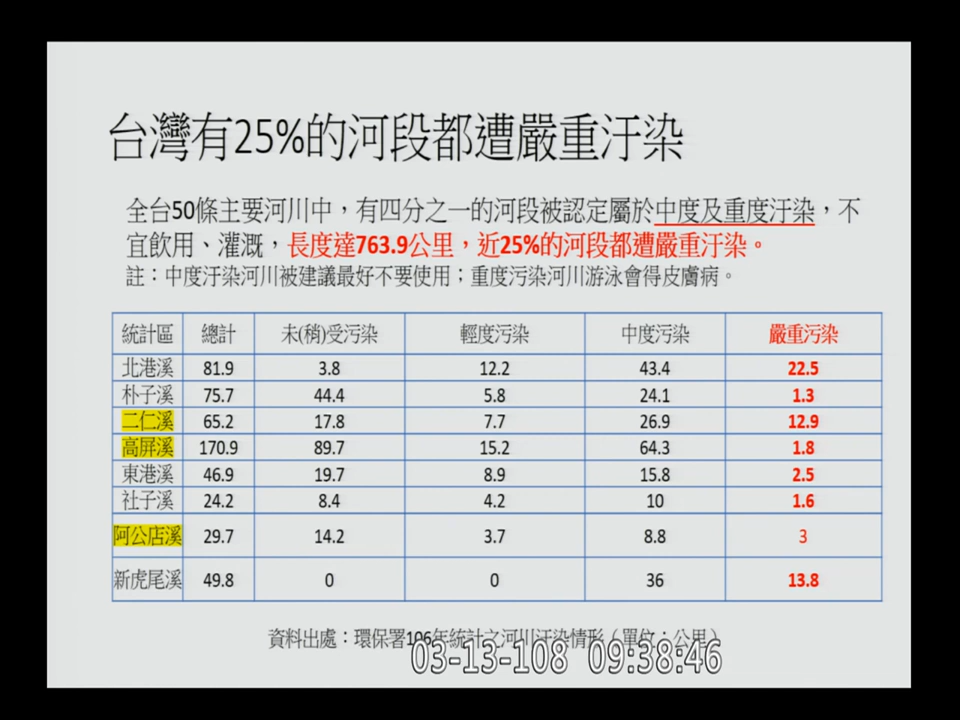 台灣有25%的河段都遭嚴重汙染
全台50條主要河川中，有四分之一的河段被認定屬於中度及重度汙染，不
宜飲用、灌溉，長度達763.9公里，近25%的河段都遭嚴重汙染。
註：中度汙染河川被建議最好不要使用；重度污染河川游泳會得皮膚病。
統計區 總計 未(稍)受污染 輕度污染 中度污染 嚴重污染
北港溪 81.9 3.8 12.2 43.4 22.5
朴子溪 75.7 44.4 5.8 24.1 1.3
二仁溪 65.2 17.8 7.7 26.9 12.9
高屏溪 170.9 89.7 15.2 64.3 1.8
東港溪 46.9 19.7 8.9 15.8 2.5
社子溪 24.2 8.4 4.2 10 1.6
阿公店溪 29.7 14.2 3.7 8.8 3
新虎尾溪 49.8 0 0 36 13.8
資料出處：環保署106年統計之河川汙染情形（單位：公里）
03-13-108 09:38:46